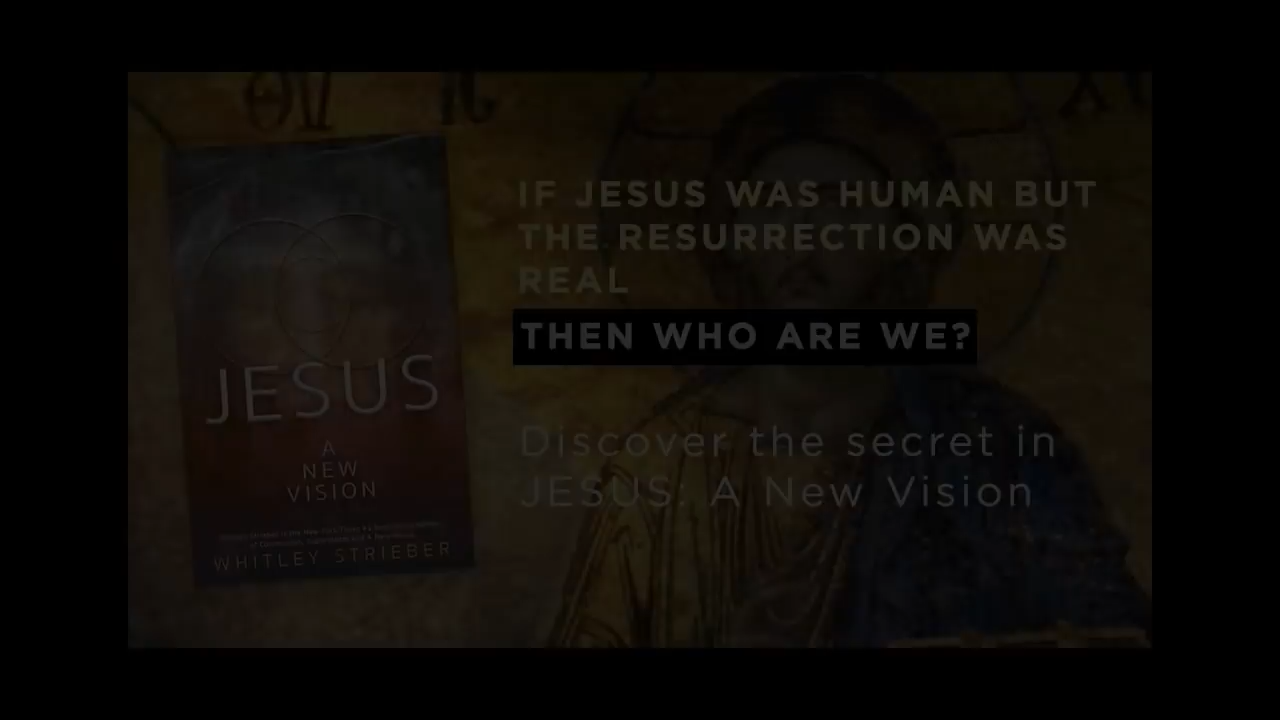 IF JESUS WAS HUMAN BUT
THE RESURRECTION WAS
REAL
THEN WHO ARE WE?
Discover the secret in
JESUS: A New Vision
JESUS
A
NEW
VISION
WHITLEY STRIEBER